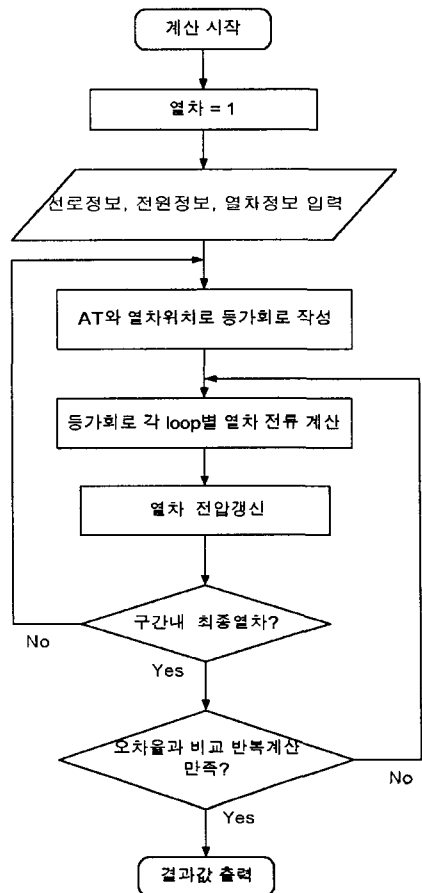 계산 시작
열차 = 1
선로정보, 전원정보, 열차정보 입력
AT와 열차위치로 등가회로 작성
등가회로 각 loop별 열차 전류 계산
열차 전압갱신
구간내 최종열차?
No
Yes
오차율과 비교 반복계산
만족?
No
Yes
결과값 출력